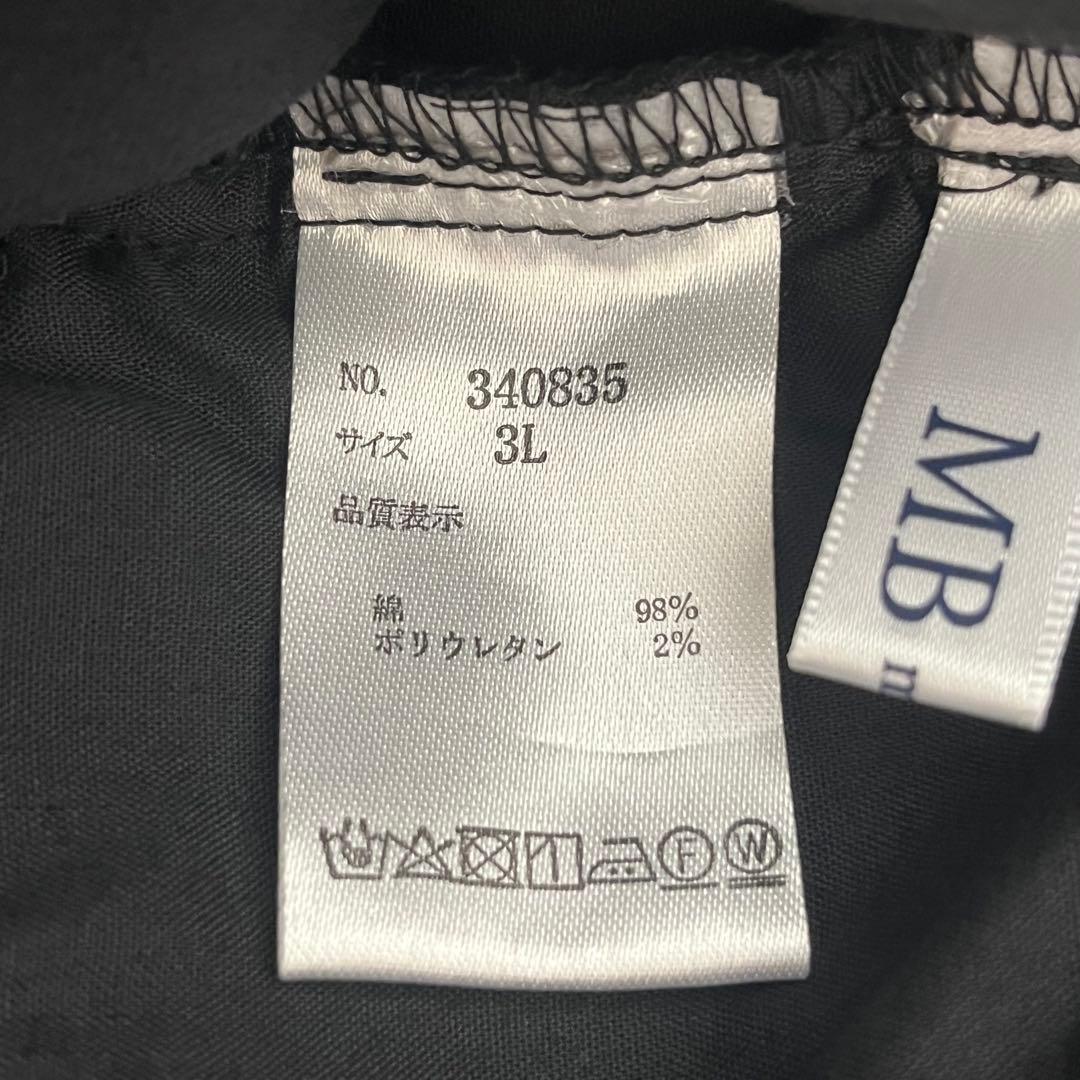 NO. 340835
サイズ 3L
品質表示
綿 98%
ポリウレタン 2%
F W
MB